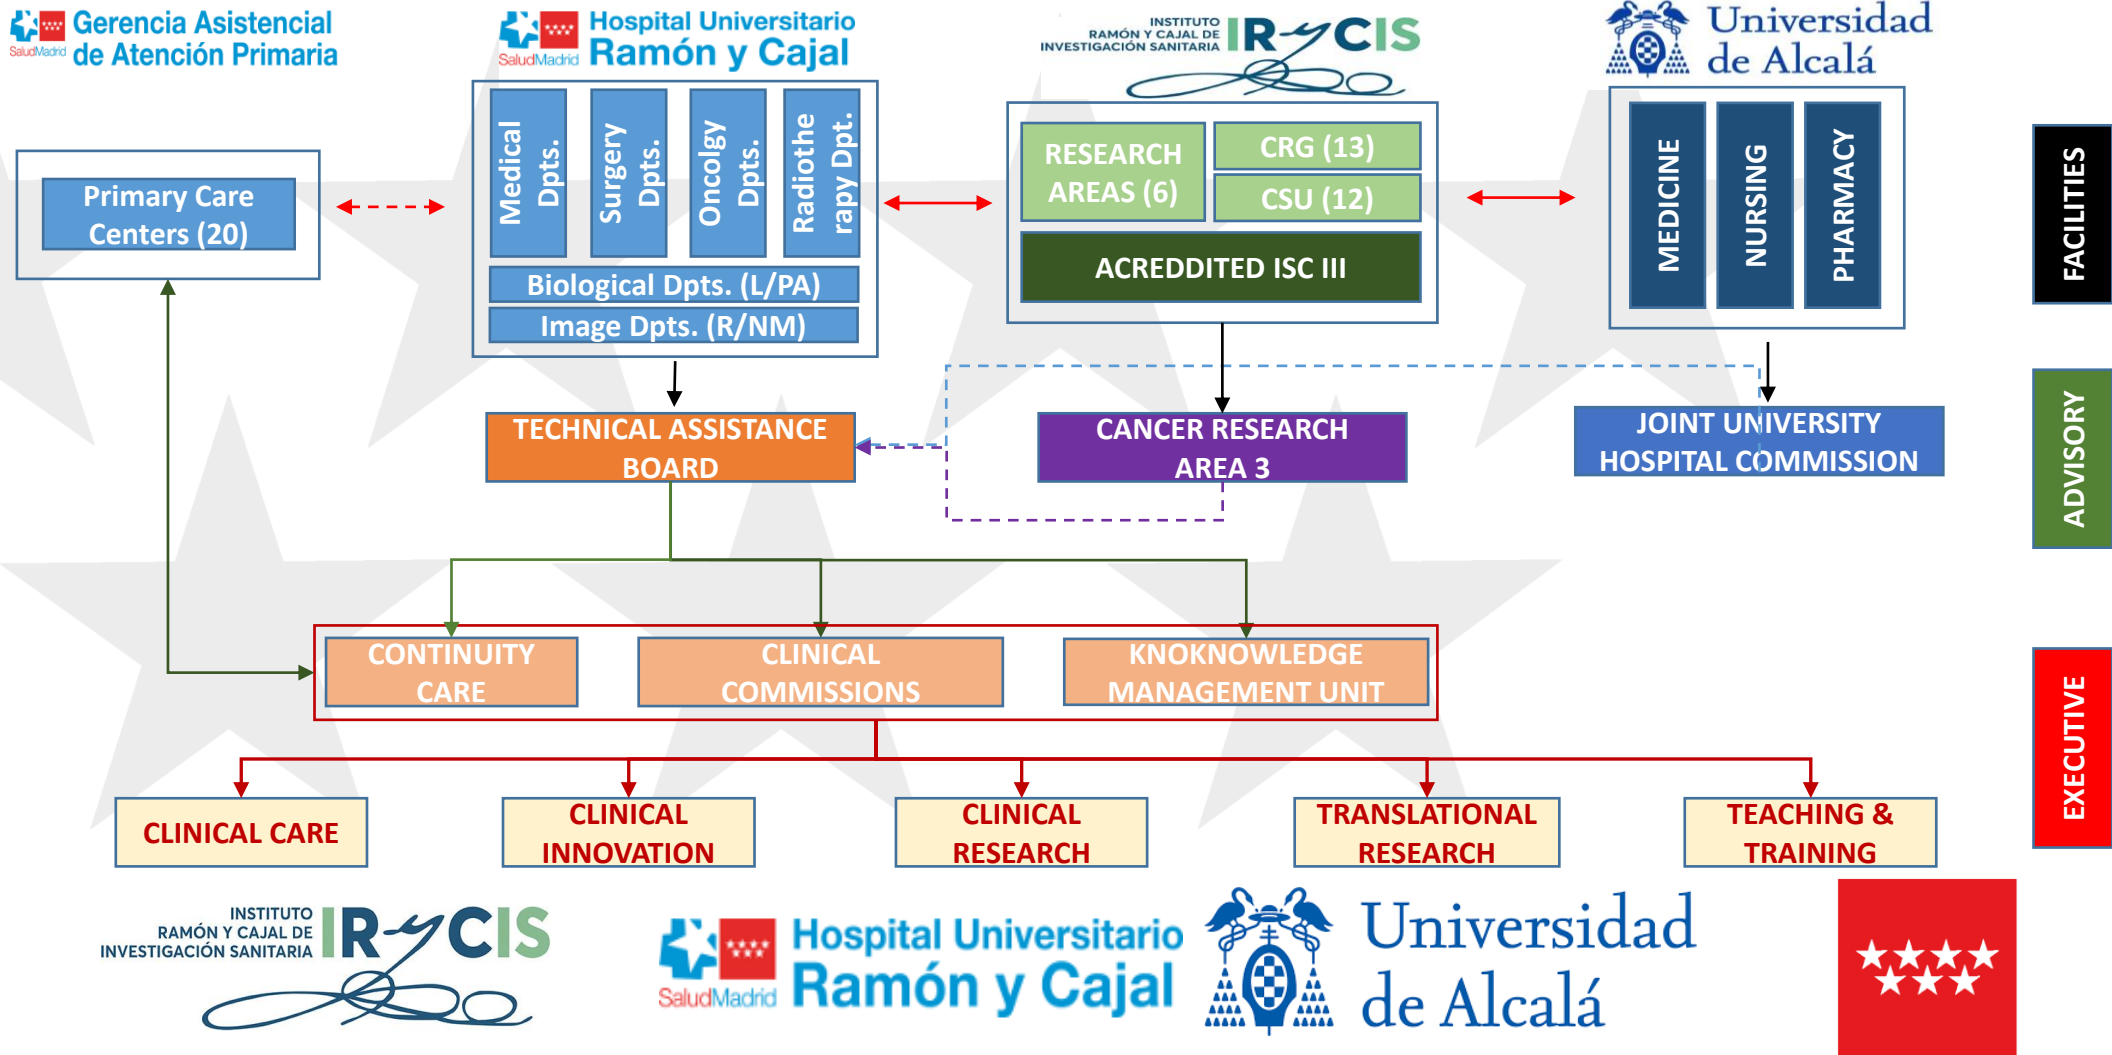 Gerencia Asistencial
de Atención Primaria
SaludMadrid
Hospital Universitario
Ramón y Cajal
SaludMadrid
INSTITUTO
RAMÓN Y CAJAL DE
INVESTIGACIÓN SANITARIA
IRyCIS
Universidad
de Alcalá
Primary Care
Centers (20)
Medical
Dpts.
Surgery
Dpts.
Oncolgy
Dpts.
Radiothe
rapy Dpt.
Biological Dpts. (L/PA)
Image Dpts. (R/NM)
RESEARCH
AREAS (6)
CRG (13)
CSU (12)
ACREDDITED ISC III
MEDICINE
NURSING
PHARMACY
FACILITIES
TECHNICAL ASSISTANCE
BOARD
CANCER RESEARCH
AREA 3
JOINT UNIVERSITY
HOSPITAL COMMISSION
ADVISORY
CONTINUITY
CARE
CLINICAL
COMMISSIONS
KNOKNOWLEDGE
MANAGEMENT UNIT
EXECUTIVE
CLINICAL CARE
CLINICAL
INNOVATION
CLINICAL
RESEARCH
TRANSLATIONAL
RESEARCH
TEACHING &
TRAINING
INSTITUTO
RAMÓN Y CAJAL DE
INVESTIGACIÓN SANITARIA
IRyCIS
SaludMadrid
Hospital Universitario
Ramón y Cajal
Universidad
de Alcalá